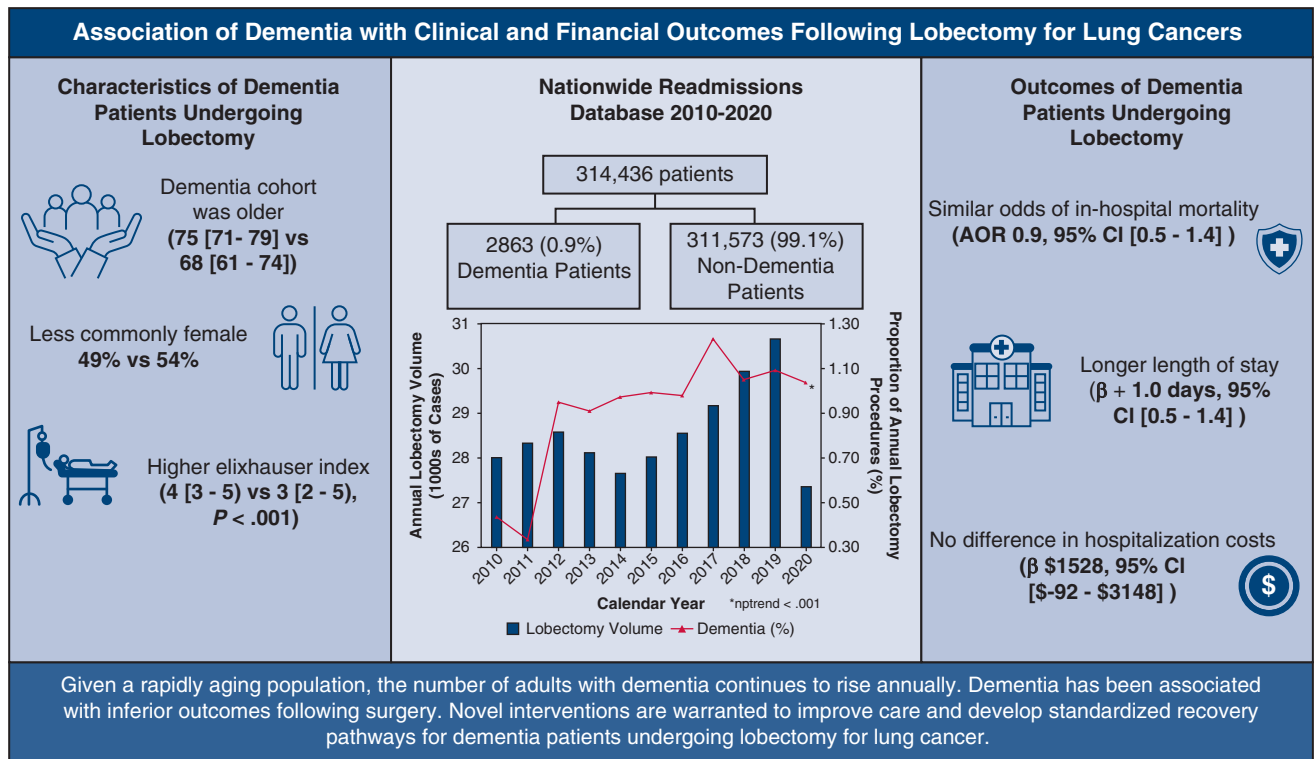 Association of Dementia with Clinical and Financial Outcomes Following Lobectomy for Lung Cancers
Characteristics of Dementia
Patients Undergoing
Lobectomy
Dementia cohort
was older
(75 [71- 79] vs
68 [61 - 74])
Less commonly female
49% vs 54%
Higher elixhauser index
(4 [3 - 5) vs 3 [2 - 5),
P < .001)
Nationwide Readmissions
Database 2010-2020
314,436 patients
2863 (0.9%)
Dementia Patients
311,573 (99.1%)
Non-Dementia
Patients
Annual Lobectomy Volume
(1000s of Cases)
31
30
29
28
27
26
1.30
1.10
0.90
0.70
0.50
0.30
Proportion of Annual Lobectomy
Procedures (%)
*
2010
2011
2012
2013
2014
2015
2016
2017
2018
2019
2020
Calendar Year
*nptrend < .001
Lobectomy Volume
Dementia (%)
Outcomes of Dementia
Patients Undergoing
Lobectomy
Similar odds of in-hospital mortality
(AOR 0.9, 95% CI [0.5 - 1.4] )
Longer length of stay
(β + 1.0 days, 95%
CI [0.5 - 1.4] )
No difference in hospitalization costs
(β $1528, 95% CI
[$-92 - $3148] )
$
Given a rapidly aging population, the number of adults with dementia continues to rise annually. Dementia has been associated
with inferior outcomes following surgery. Novel interventions are warranted to improve care and develop standardized recovery
pathways for dementia patients undergoing lobectomy for lung cancer.